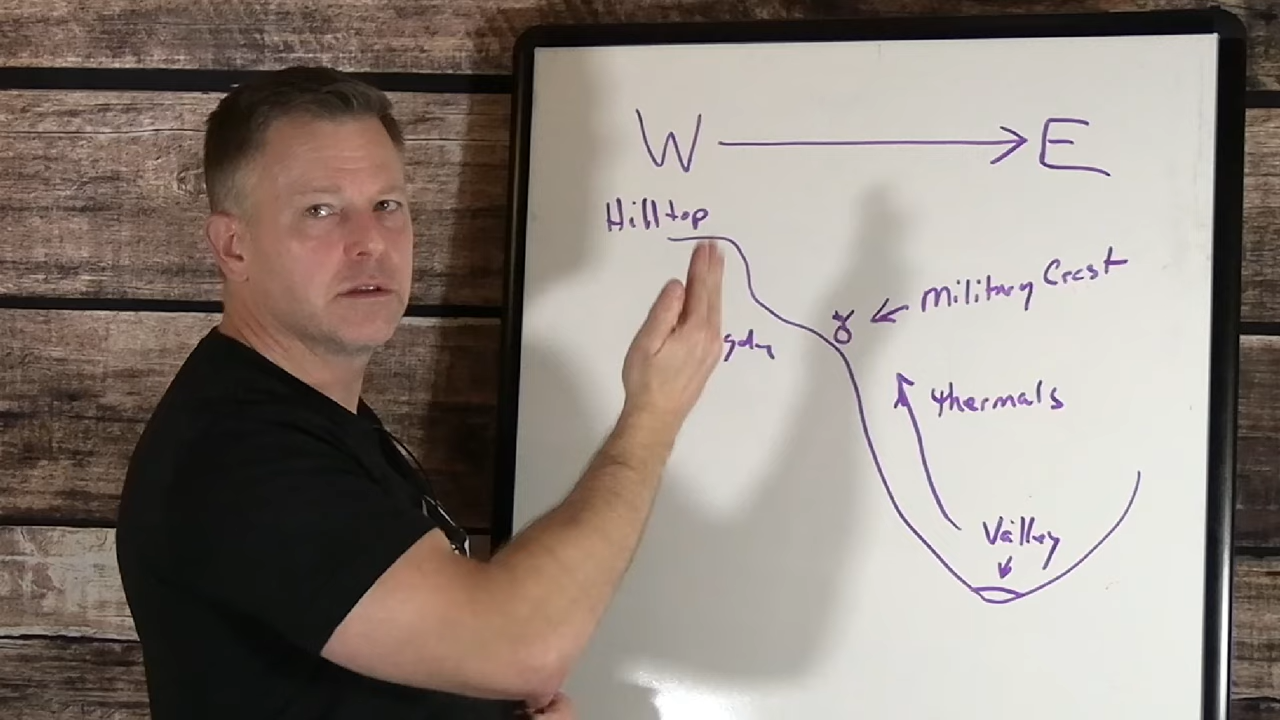 W → E
Hilltop
Military Crest
thermals
Valley